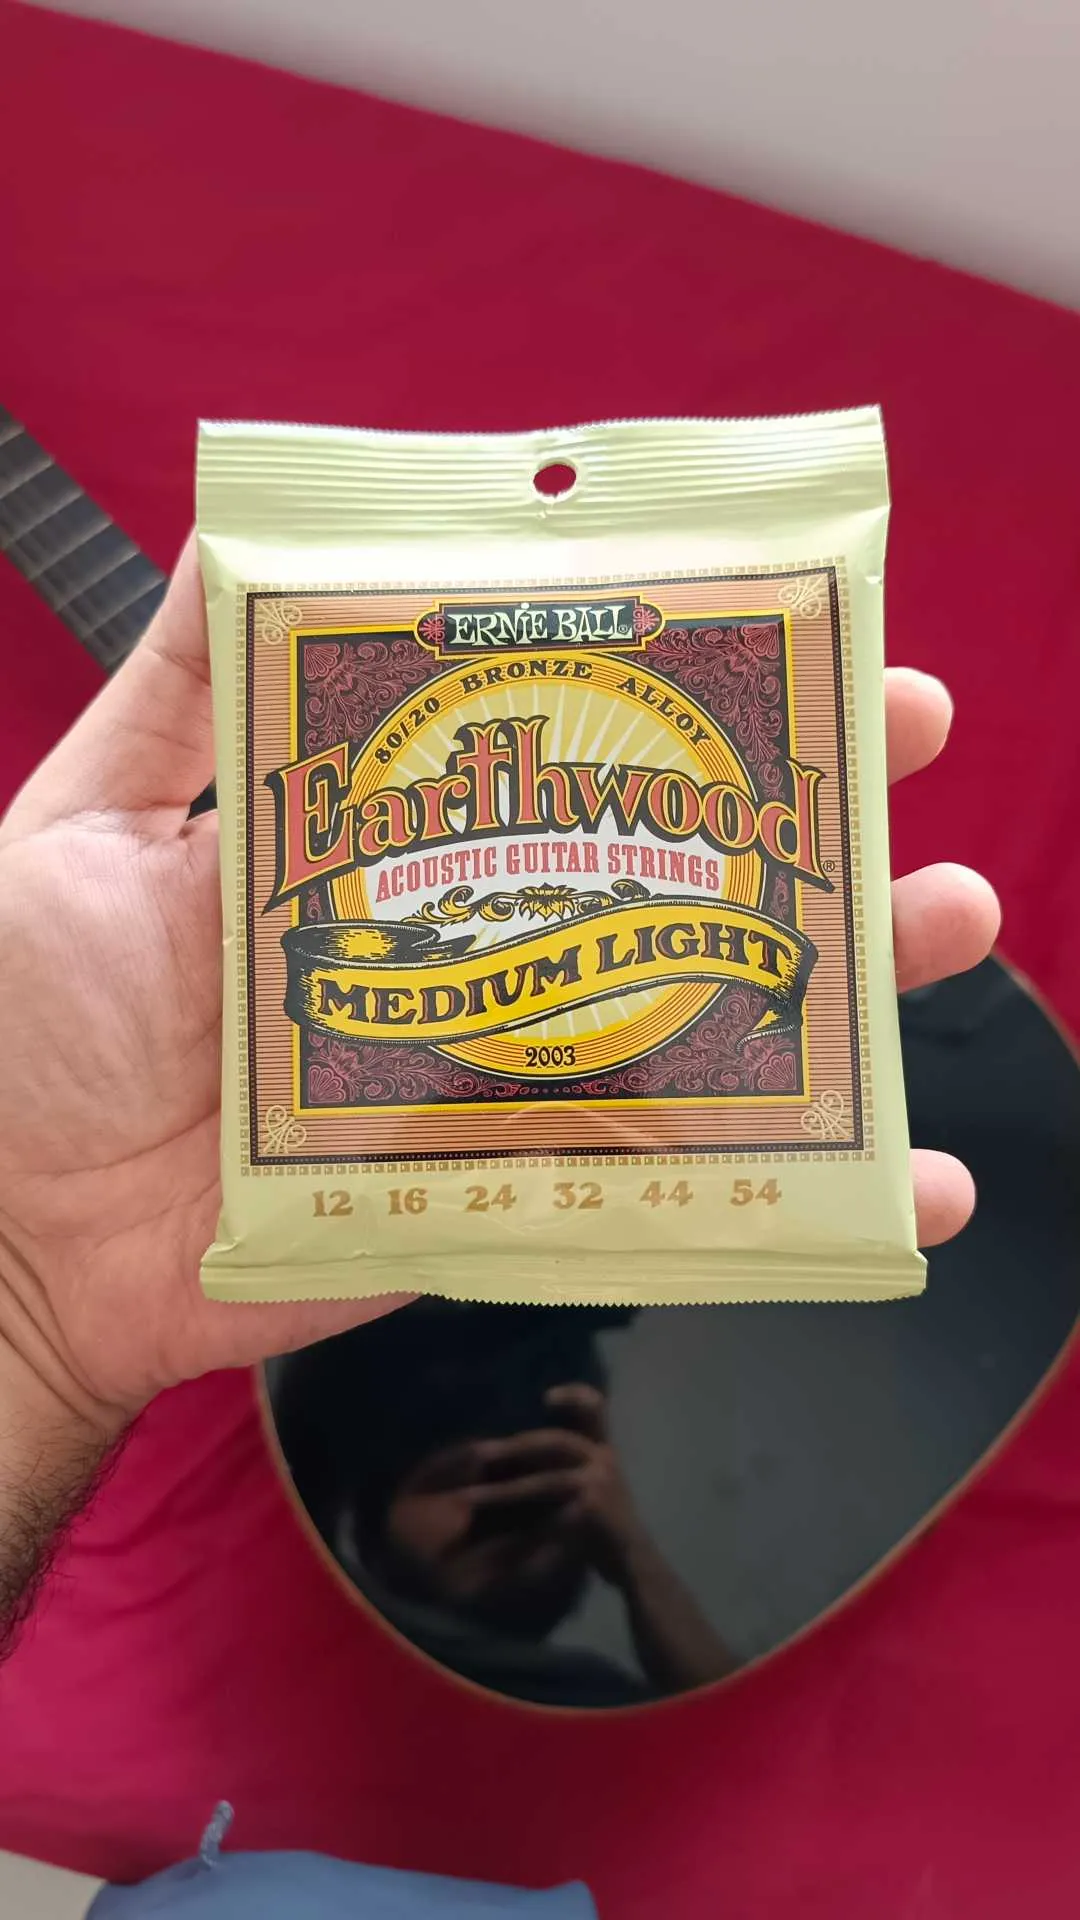 ERNIE BALL®
80/20 BRONZE ALLOY
Earthwood®
ACOUSTIC GUITAR STRINGS
MEDIUM LIGHT
2003
12 16 24 32 44 54